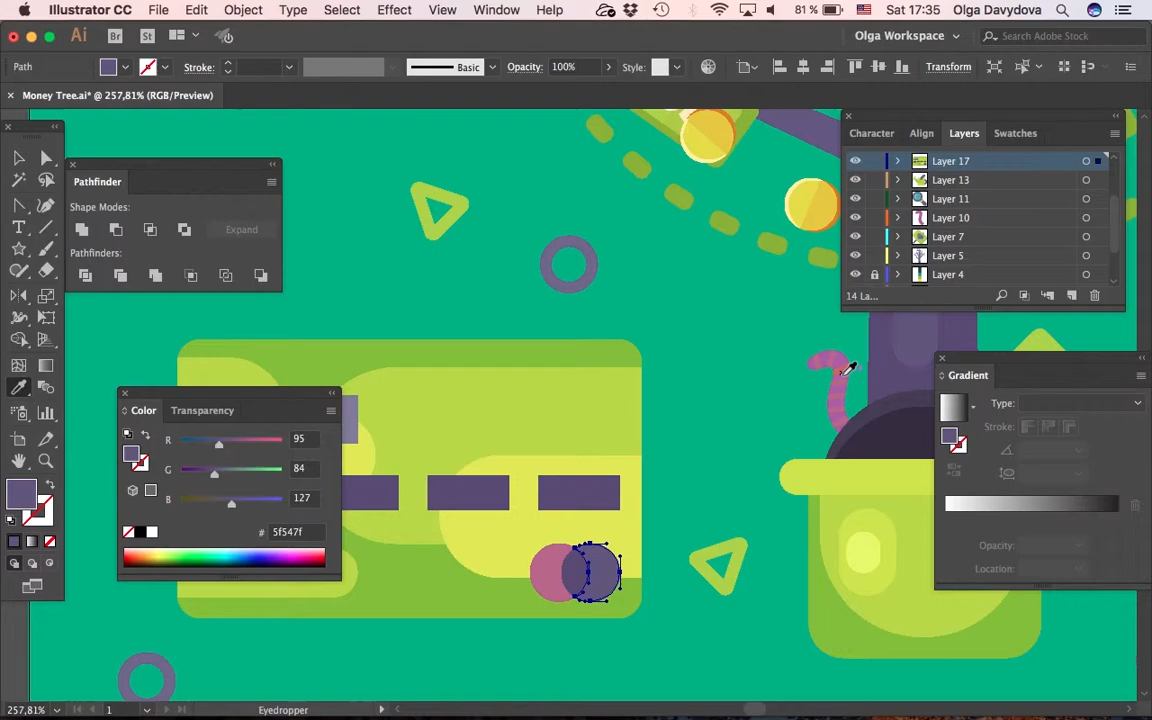 Illustrator CC File Edit Object Type Select Effect View Window Help 81 % Sat 17:35 Olga Davydova
Ai Br St Olga Workspace Search Adobe Stock
Path Stroke: Basic Opacity: 100% Style: Transform
Money Tree.ai* @ 257,81% (RGB/Preview)
Character Align Layers Swatches
Layer 17
Layer 13
Layer 11
Layer 10
Layer 7
Layer 5
Layer 4
14 La...
Pathfinder
Shape Modes:
Expand
Pathfinders:
Color Transparency
R 95
G 84
B 127
# 5f547f
Gradient
Type:
Stroke:
Opacity:
Location:
257,81% 1 Eyedropper